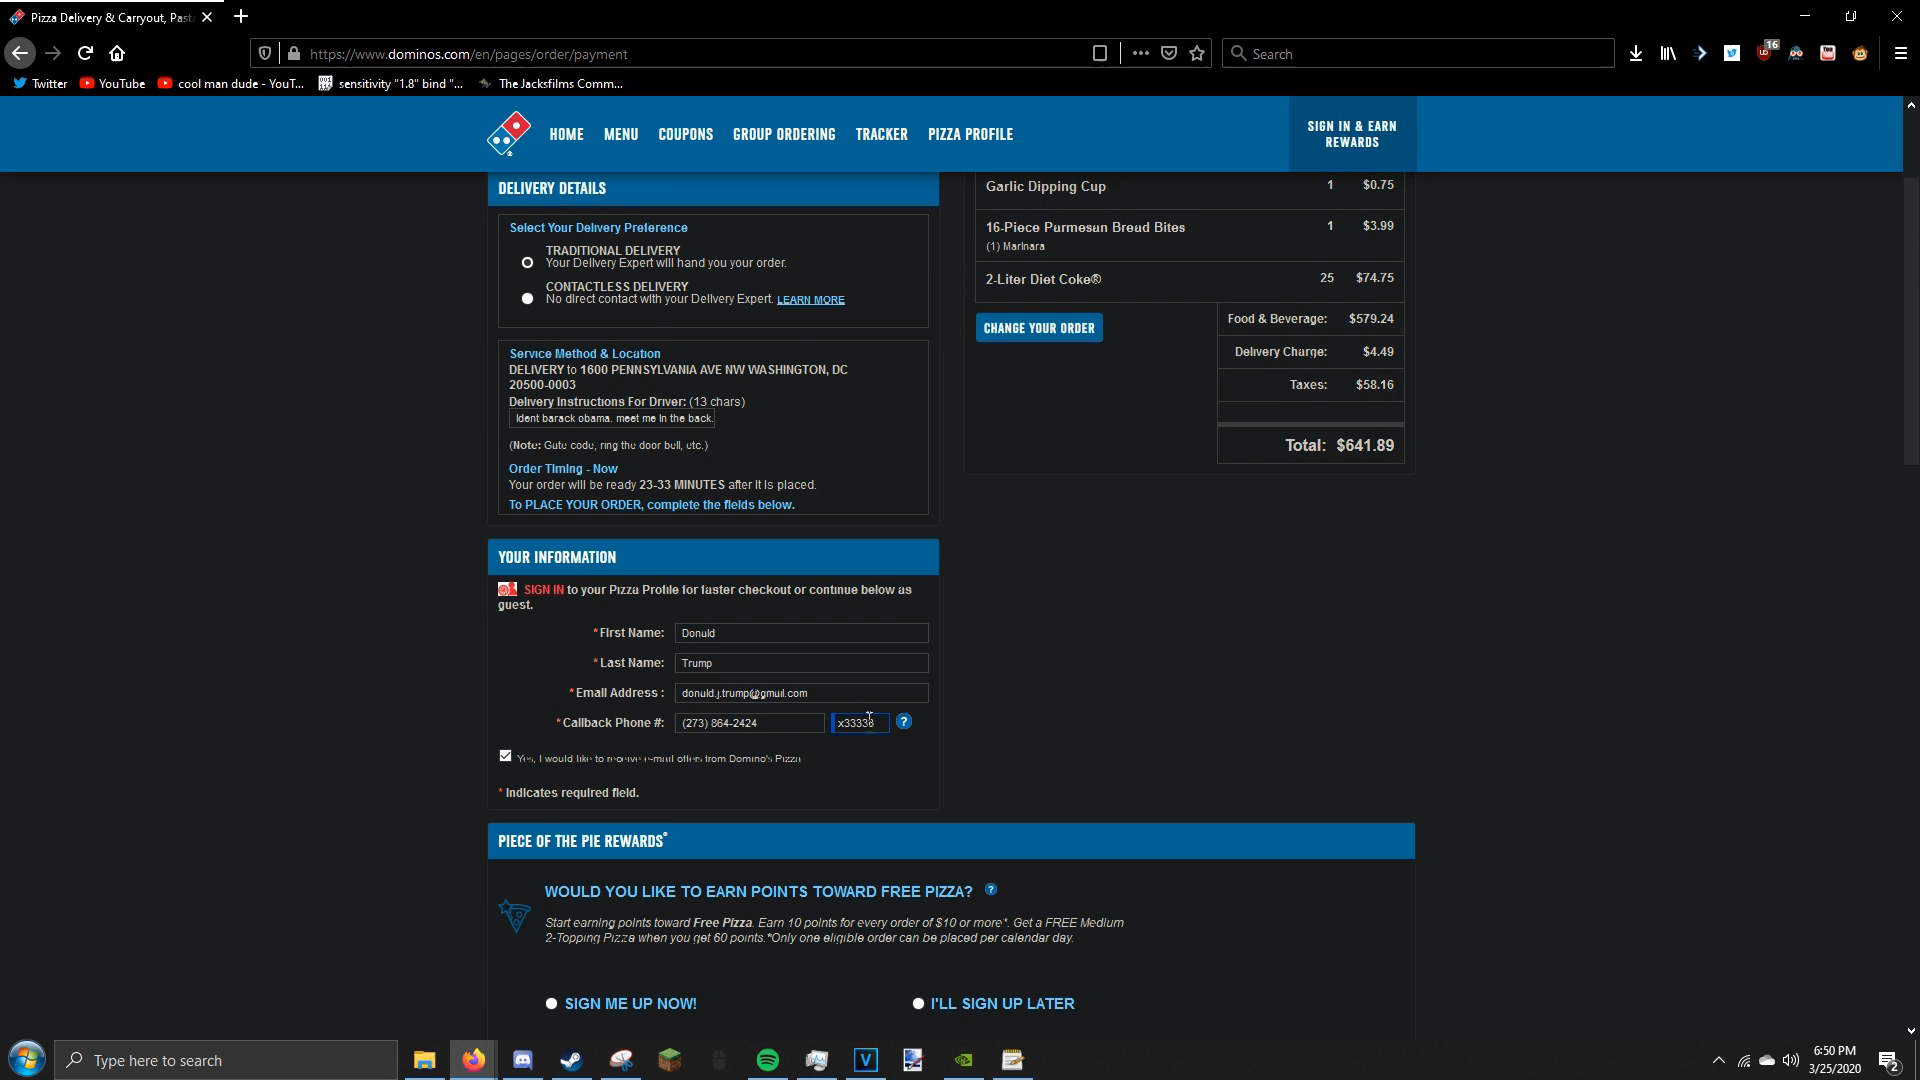 Pizza Delivery & Carryout, Past
https://www.dominos.com/en/pages/order/payment
Search
16
Twitter
YouTube
cool man dude - YouT...
sensitivity "1.8" bind "...
The Jacksfilms Comm...
HOME
MENU
COUPONS
GROUP ORDERING
TRACKER
PIZZA PROFILE
SIGN IN & EARN
REWARDS
DELIVERY DETAILS
Select Your Delivery Preference
TRADITIONAL DELIVERY
Your Delivery Expert will hand you your order.
CONTACTLESS DELIVERY
No direct contact with your Delivery Expert. LEARN MORE
Service Method & Location
DELIVERY to 1600 PENNSYLVANIA AVE NW WASHINGTON, DC
20500-0003
Delivery Instructions For Driver: (13 chars)
ident barack obama. meet me in the back.
(Note: Gate code, ring the door bell, etc.)
Order Timing - Now
Your order will be ready 23-33 MINUTES after it is placed.
To PLACE YOUR ORDER, complete the fields below.
Garlic Dipping Cup 1 $0.75
16-Piece Parmesan Bread Bites 1 $3.99
(1) Marinara
2-Liter Diet Coke® 25 $74.75
CHANGE YOUR ORDER
Food & Beverage: $579.24
Delivery Charge: $4.49
Taxes: $58.16
Total: $641.89
YOUR INFORMATION
SIGN IN to your Pizza Profile for faster checkout or continue below as
guest.
*First Name: Donald
*Last Name: Trump
*Email Address : donald.j.trump@gmail.com
*Callback Phone #: (273) 864-2424 x33333 ?
Yes, I would like to receive e-mail offers from Domino's Pizza
* Indicates required field.
PIECE OF THE PIE REWARDS®
WOULD YOU LIKE TO EARN POINTS TOWARD FREE PIZZA? ?
Start earning points toward Free Pizza. Earn 10 points for every order of $10 or more*. Get a FREE Medium
2-Topping Pizza when you get 60 points.*Only one eligible order can be placed per calendar day.
SIGN ME UP NOW!
I'LL SIGN UP LATER
Type here to search
V
6:50 PM
3/25/2020
2